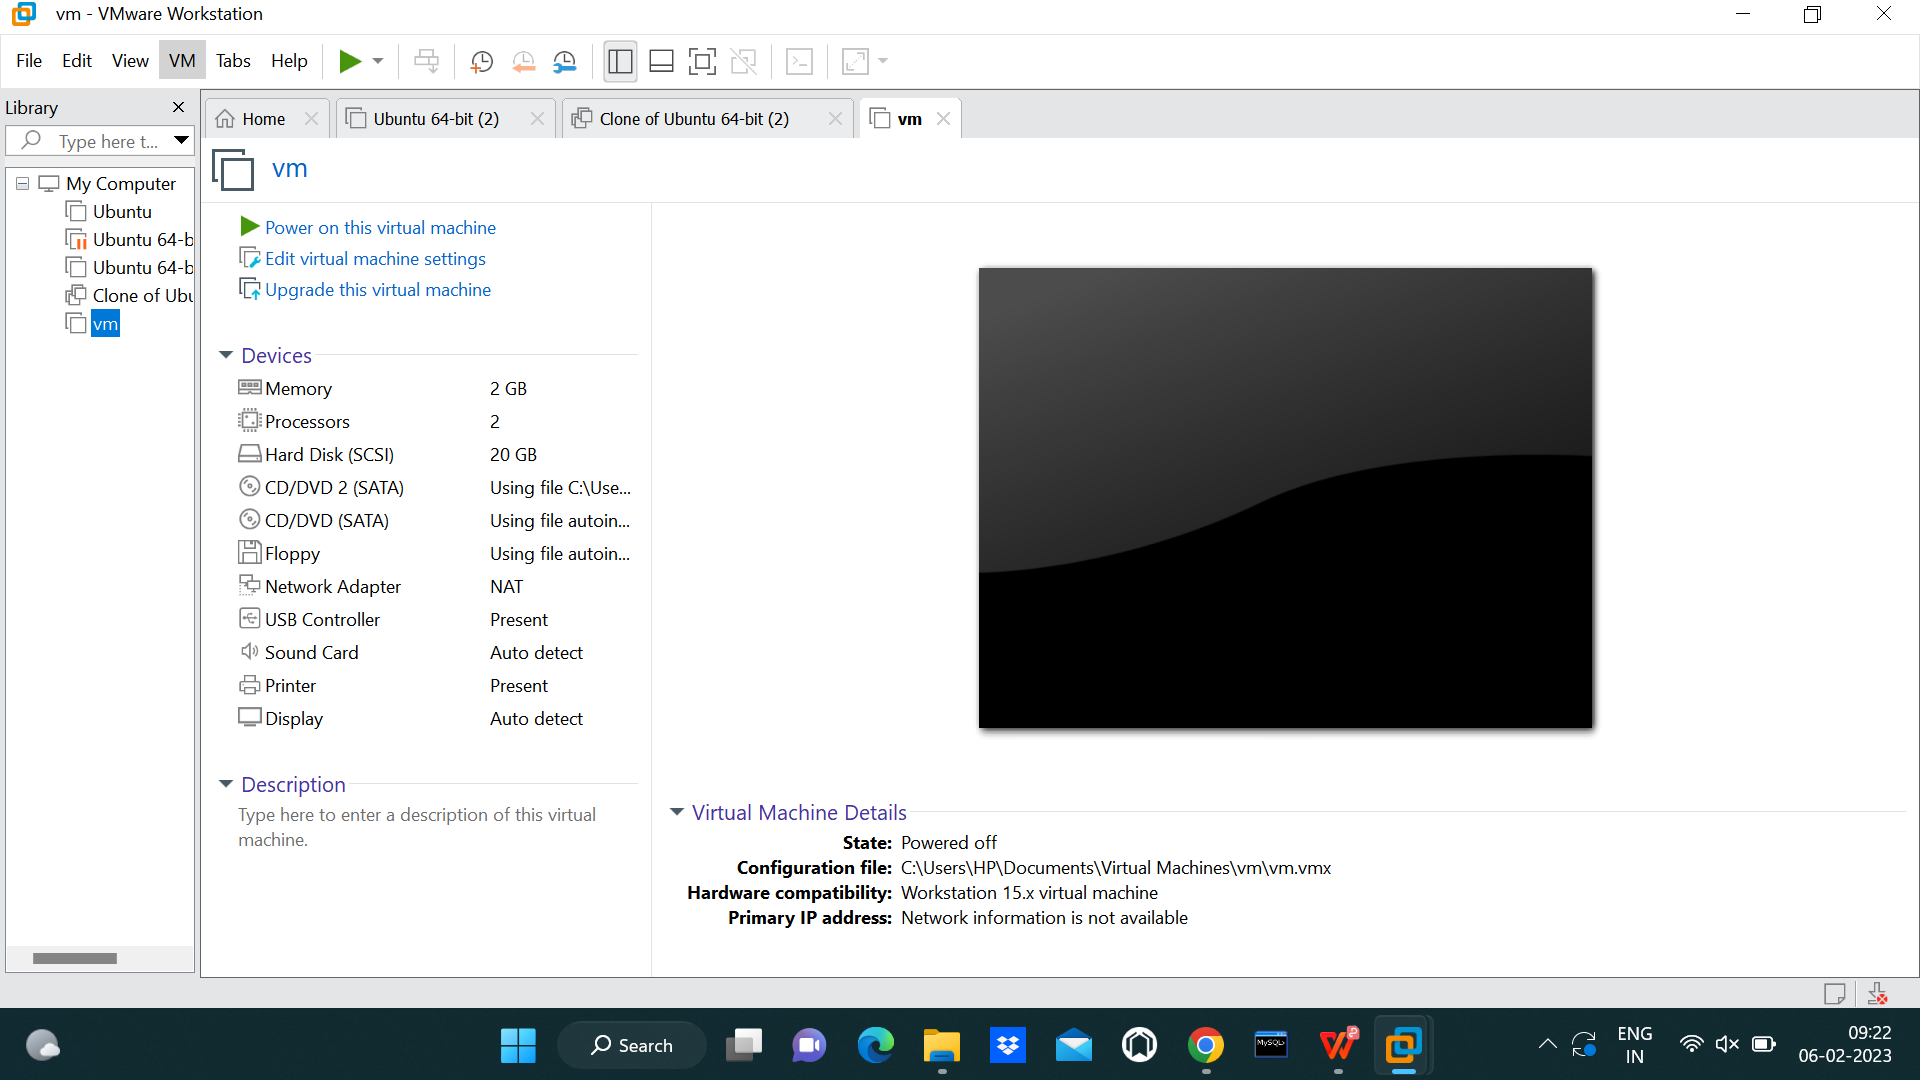 vm - VMware Workstation
File Edit View VM Tabs Help
Library
Type here t...
My Computer
Ubuntu
Ubuntu 64-b
Ubuntu 64-b
Clone of Ubu
vm
Home
Ubuntu 64-bit (2)
Clone of Ubuntu 64-bit (2)
vm
vm
Power on this virtual machine
Edit virtual machine settings
Upgrade this virtual machine
Devices
Memory 2 GB
Processors 2
Hard Disk (SCSI) 20 GB
CD/DVD 2 (SATA) Using file C:\Use...
CD/DVD (SATA) Using file autoin...
Floppy Using file autoin...
Network Adapter NAT
USB Controller Present
Sound Card Auto detect
Printer Present
Display Auto detect
Description
Type here to enter a description of this virtual
machine.
Virtual Machine Details
State: Powered off
Configuration file: C:\Users\HP\Documents\Virtual Machines\vm\vm.vmx
Hardware compatibility: Workstation 15.x virtual machine
Primary IP address: Network information is not available
Search
MySQL
ENG
IN
09:22
06-02-2023